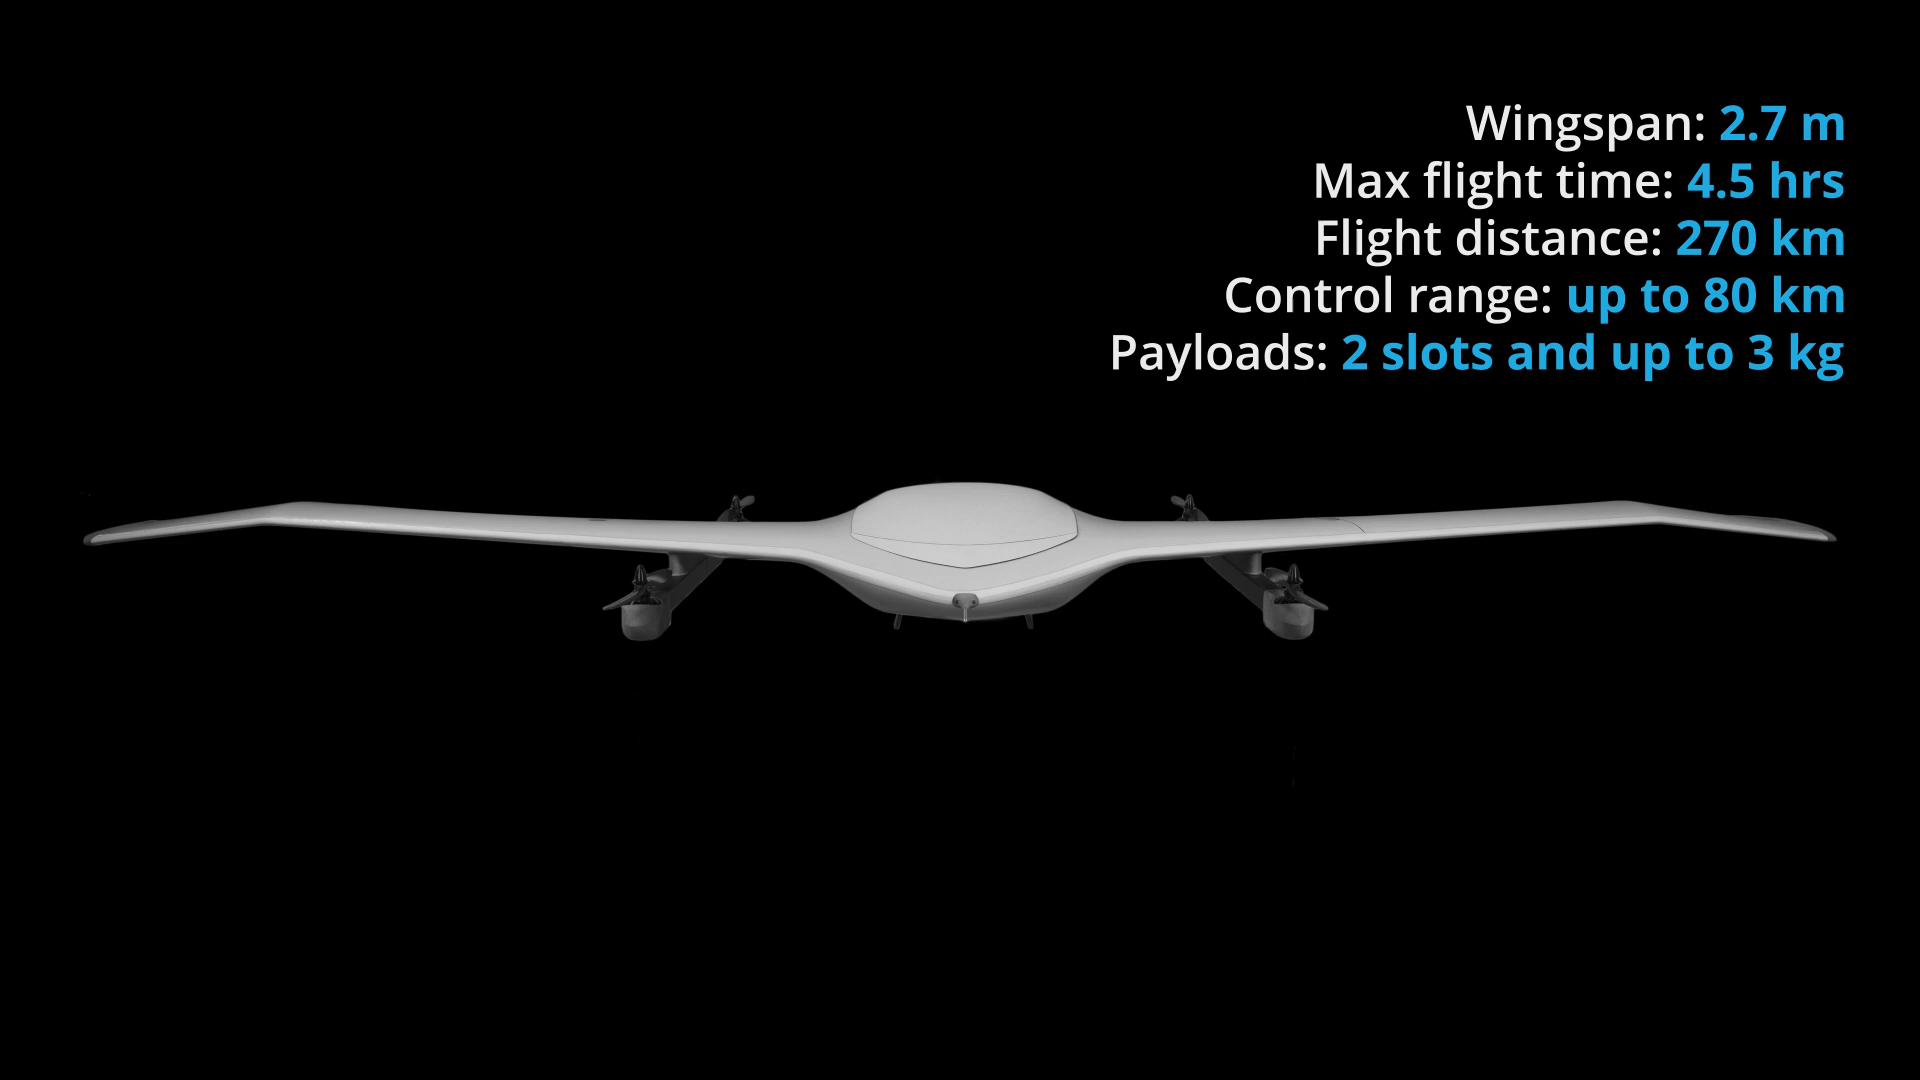 Wingspan: 2.7 m
Max flight time: 4.5 hrs
Flight distance: 270 km
Control range: up to 80 km
Payloads: 2 slots and up to 3 kg